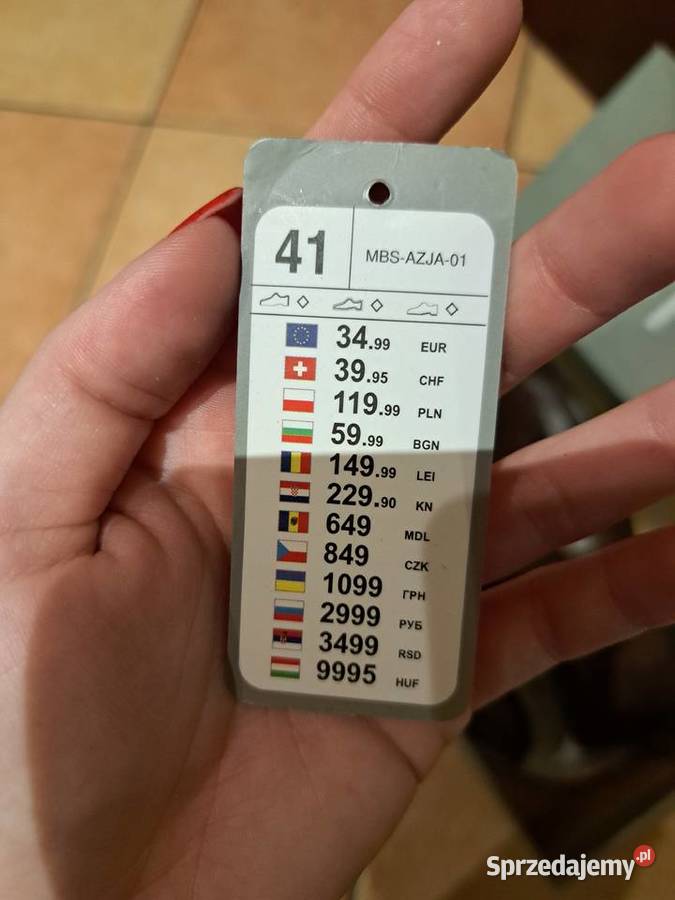 41 MBS-AZJA-01
34.99 EUR
39.95 CHF
119.99 PLN
59.99 BGN
149.99 LEI
229.90 KN
649 MDL
849 CZK
1099 ГРН
2999 РУБ
3499 RSD
9995 HUF
Sprzedajemy.pl